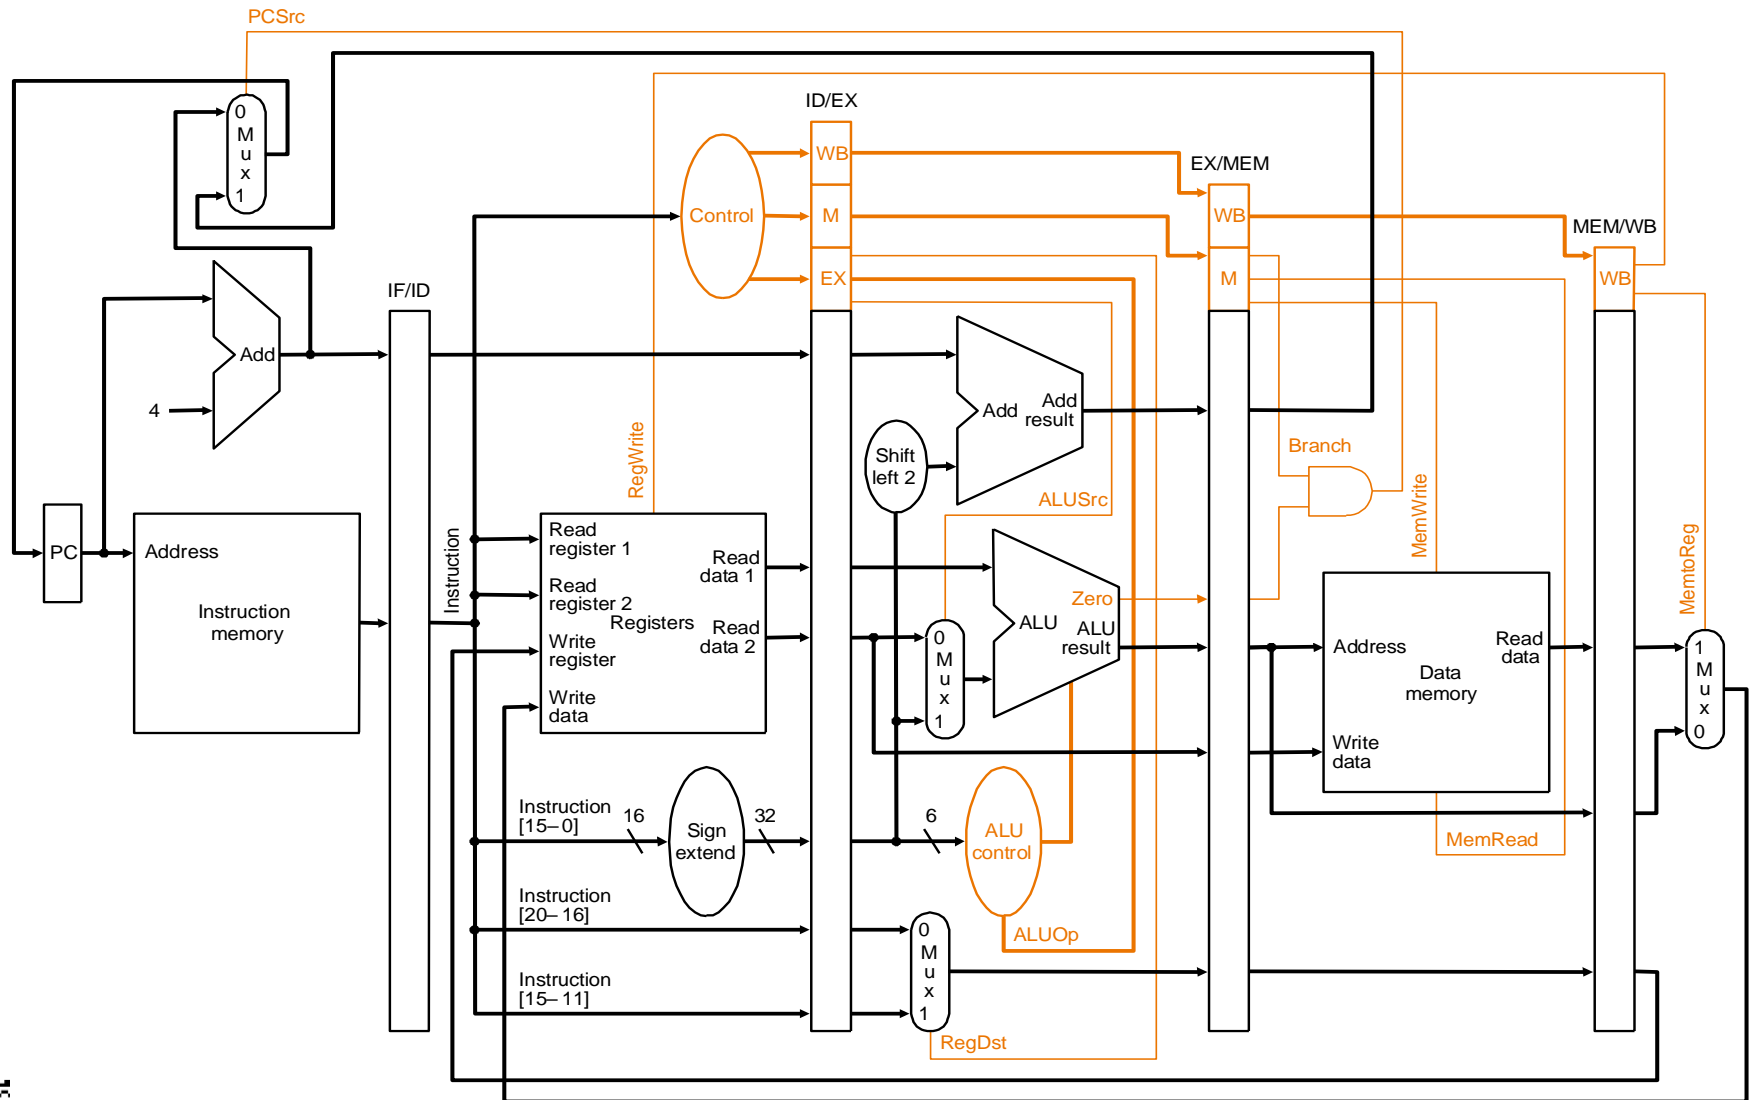 PCSrc
ID/EX
0
M
u
x
1
WB
EX/MEM
Control
M
WB
MEM/WB
EX
M
WB
IF/ID
Add
4
Add
Add
result
RegWrite
Shift
left 2
Branch
ALUSrc
MemWrite
MemtoReg
PC
Address
Instruction
memory
Instruction
Read
register 1
Read
register 2
Registers
Write
register
Write
data
Read
data 1
Read
data 2
0
M
u
x
1
Zero
ALU
ALU
result
Address
Read
data
Data
memory
Write
data
1
M
u
x
0
Instruction
[15–0]
16
Sign
extend
32
6
ALU
control
MemRead
Instruction
[20–16]
0
M
u
x
1
ALUOp
Instruction
[15–11]
RegDst